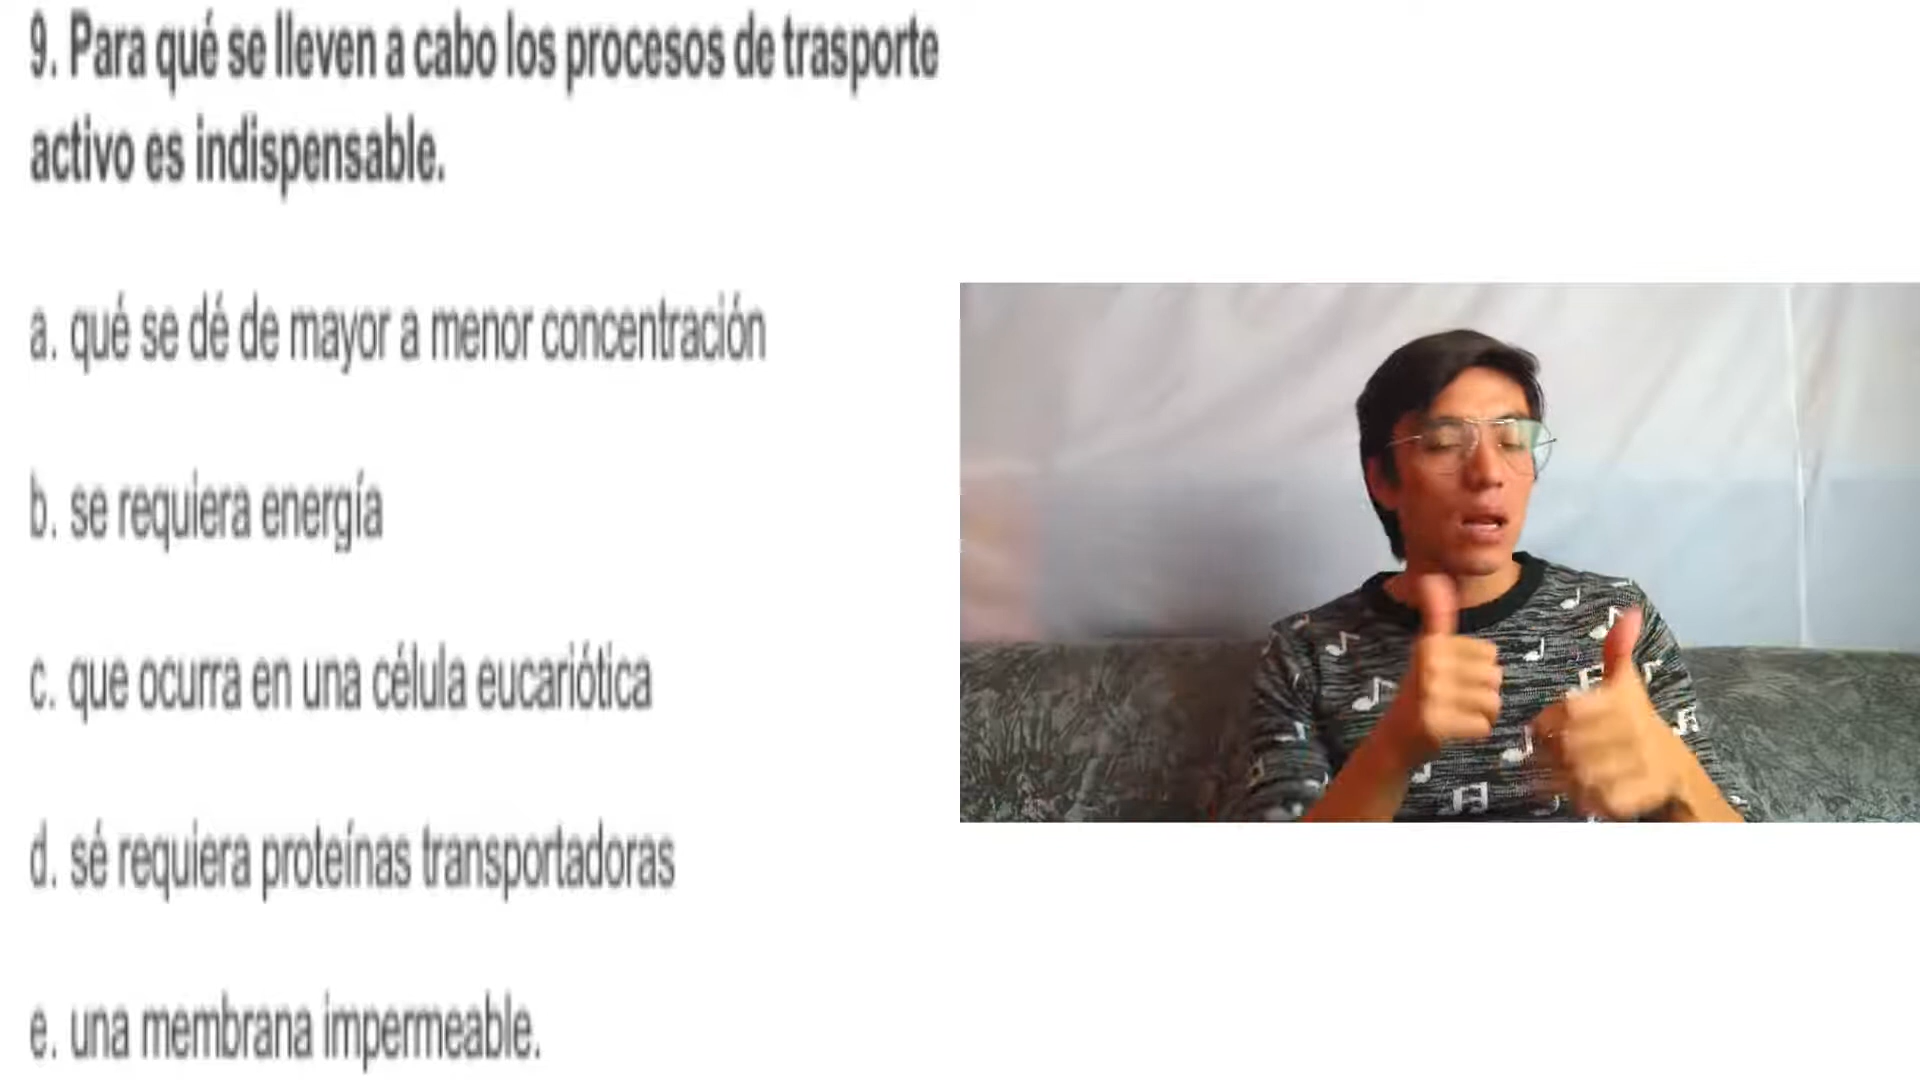 9. Para qué se lleven a cabo los procesos de trasporte
activo es indispensable.
a. qué se dé de mayor a menor concentración
b. se requiera energía
c. que ocurra en una célula eucariótica
d. sé requiera proteínas transportadoras
e. una membrana impermeable.